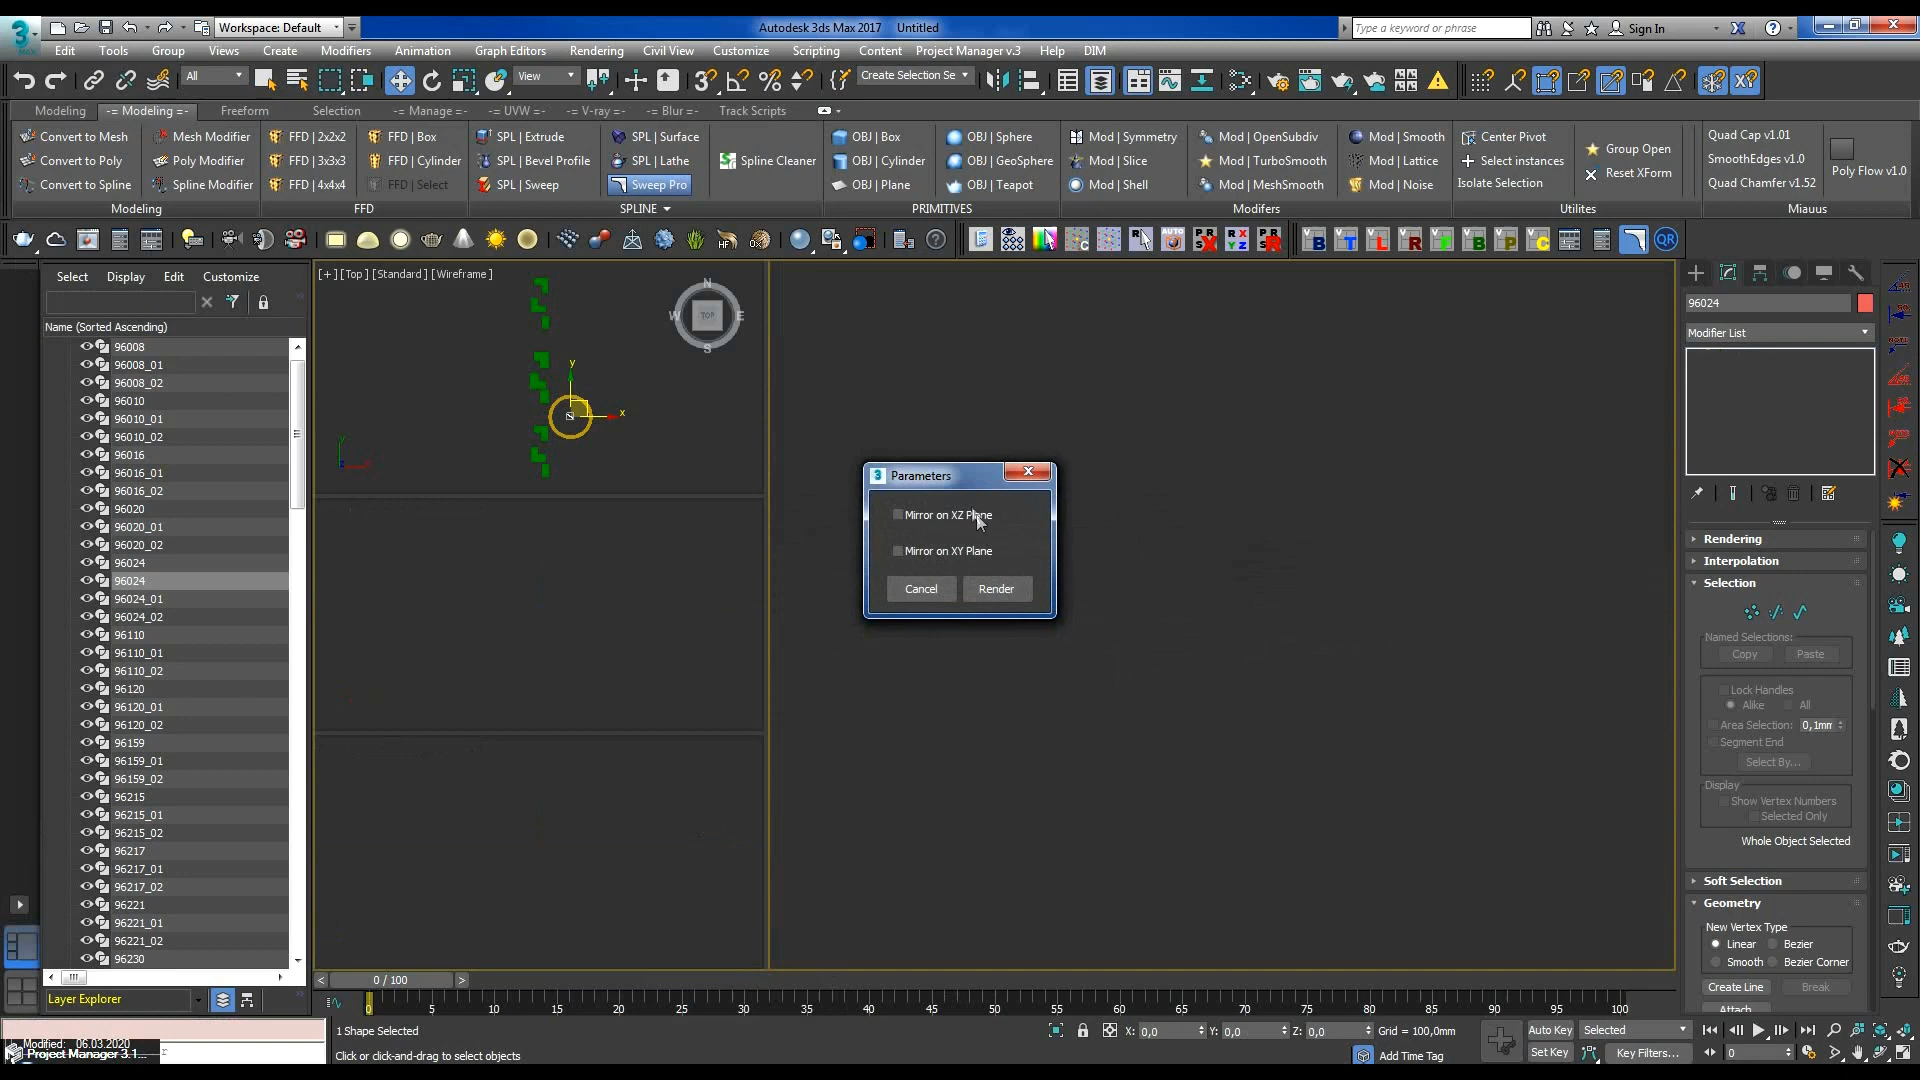 Workspace: Default
Autodesk 3ds Max 2017 Untitled
Type a keyword or phrase
Sign In
Edit Tools Group Views Create Modifiers Animation Graph Editors Rendering Civil View Customize Scripting Content Project Manager v.3 Help DIM
All
View
Create Selection Se
Modeling -= Modeling =- Freeform Selection -= Manage =- -= UVW =- -= V-ray =- -= Blur =- Track Scripts
Convert to Mesh Mesh Modifier FFD | 2x2x2 FFD | Box SPL | Extrude SPL | Surface OBJ | Box OBJ | Sphere Mod | Symmetry Mod | OpenSubdiv Mod | Smooth Center Pivot Quad Cap v1.01
Group Open
Convert to Poly Poly Modifier FFD | 3x3x3 FFD | Cylinder SPL | Bevel Profile SPL | Lathe Spline Cleaner OBJ | Cylinder OBJ | GeoSphere Mod | Slice Mod | TurboSmooth Mod | Lattice Select instances SmoothEdges v1.0
Reset XForm Poly Flow v1.0
Convert to Spline Spline Modifier FFD | 4x4x4 FFD | Select SPL | Sweep Sweep Pro OBJ | Plane OBJ | Teapot Mod | Shell Mod | MeshSmooth Mod | Noise Isolate Selection Quad Chamfer v1.52
Modeling FFD SPLINE PRIMITIVES Modifers Utilites Miauus
Select Display Edit Customize
Name (Sorted Ascending)
96008
96008_01
96008_02
96010
96010_01
96010_02
96016
96016_01
96016_02
96020
96020_01
96020_02
96024
96024
96024_01
96024_02
96110
96110_01
96110_02
96120
96120_01
96120_02
96159
96159_01
96159_02
96215
96215_01
96215_02
96217
96217_01
96217_02
96221
96221_01
96221_02
96230
Layer Explorer
[+] [Top] [Standard] [Wireframe]
N
W TOP E
S
y
x
Parameters
Mirror on XZ Plane
Mirror on XY Plane
Cancel Render
96024
Modifier List
Rendering
Interpolation
Selection
Named Selections:
Copy Paste
Lock Handles
Alike All
Area Selection: 0,1mm
Segment End
Select By...
Display
Show Vertex Numbers
Selected Only
Whole Object Selected
Soft Selection
Geometry
New Vertex Type
Linear Bezier
Smooth Bezier Corner
Create Line Break
Attach
0 / 100
0 5 10 15 20 25 30 35 40 45 50 55 60 65 70 75 80 85 90 95 100
1 Shape Selected
X: 0,0 Y: 0,0 Z: 0,0 Grid = 100,0mm
Auto Key Selected
Modified: 06.03.2020
Project Manager 3.1...
Click or click-and-drag to select objects
Add Time Tag
Set Key Key Filters... 0